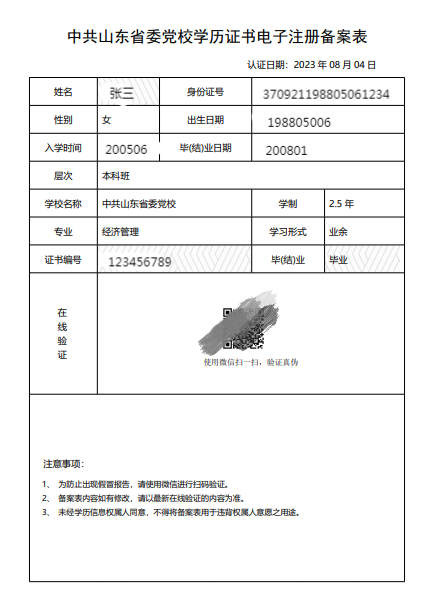 中共山东省委党校学历证书电子注册备案表
认证日期：2023 年 08 月 04 日
姓名 张三 身份证号 370921198805061234
性别 女 出生日期 198805006
入学时间 200506 毕(结)业日期 200801
层次 本科班
学校名称 中共山东省委党校 学制 2.5 年
专业 经济管理 学习形式 业余
证书编号 123456789 毕(结)业 毕业
在
线
验
证
使用微信扫一扫，验证真伪
注意事项：
1、 为防止出现假冒报告，请使用微信进行扫码验证。
2、 备案表内容如有修改，请以最新在线验证的内容为准。
3、 未经学历信息权属人同意，不得将备案表用于违背权属人意愿之用途。